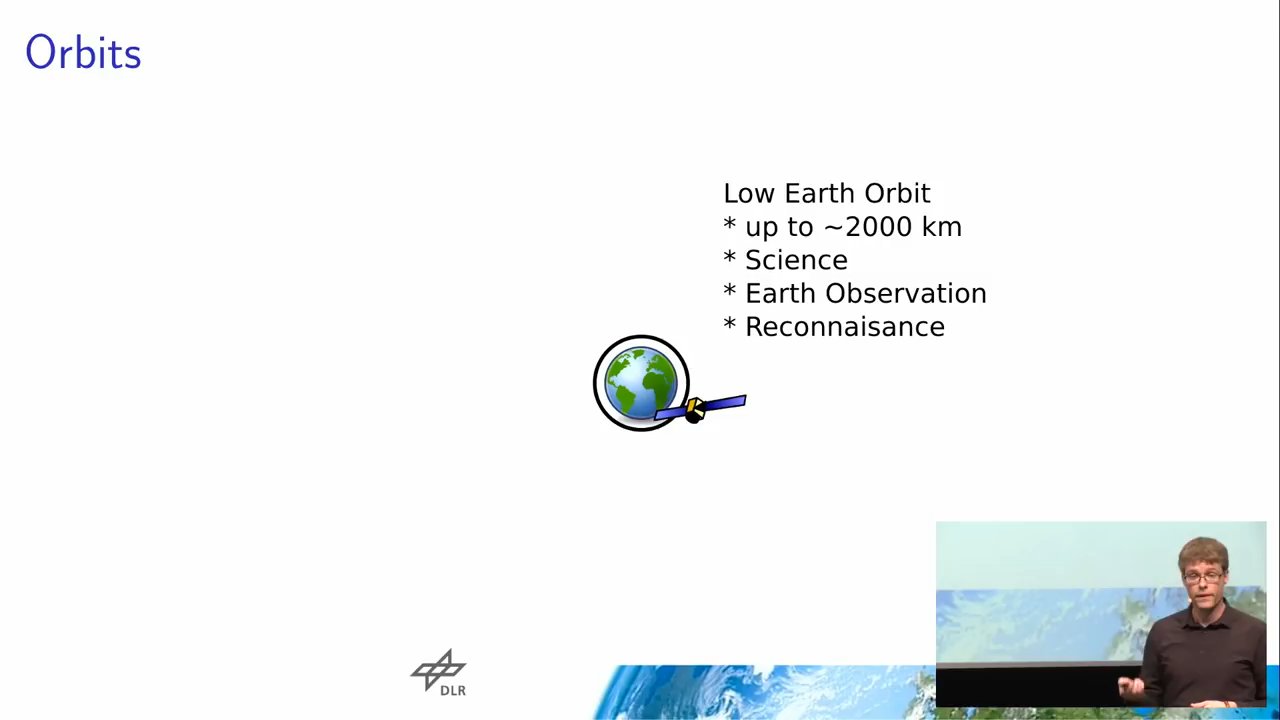 Orbits
Low Earth Orbit
* up to ~2000 km
* Science
* Earth Observation
* Reconnaisance
DLR